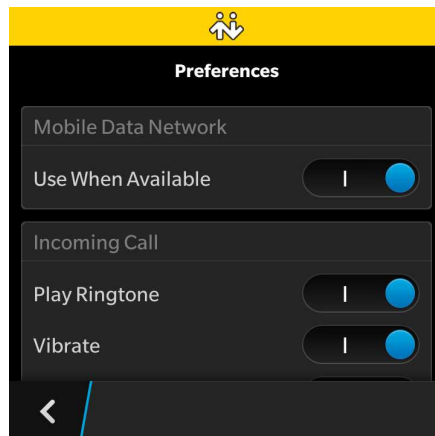 Preferences
Mobile Data Network
Use When Available
Incoming Call
Play Ringtone
Vibrate